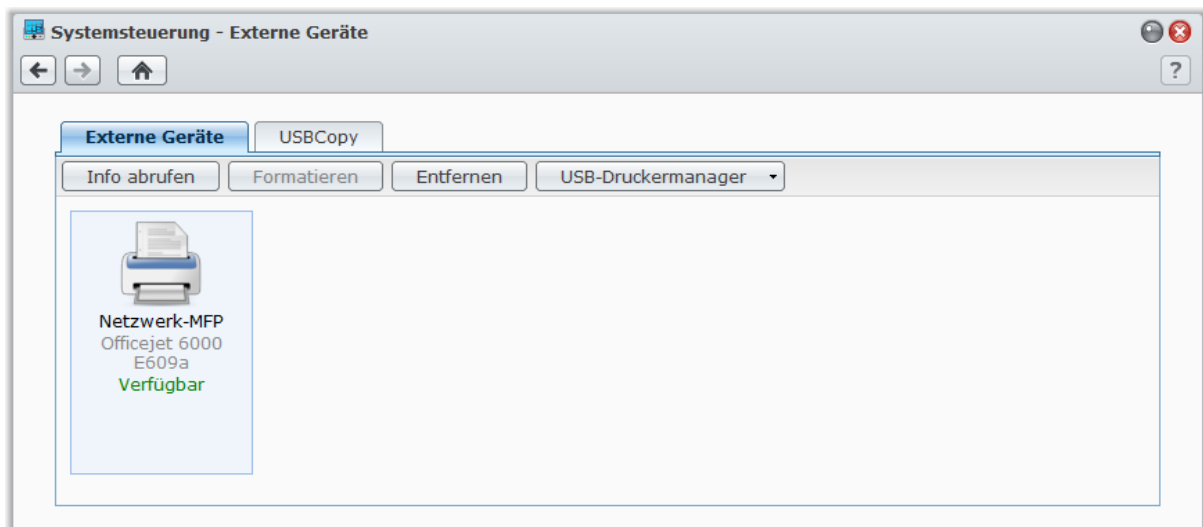 Systemsteuerung - Externe Geräte
?
Externe Geräte
USBCopy
Info abrufen
Formatieren
Entfernen
USB-Druckermanager
Netzwerk-MFP
Officejet 6000
E609a
Verfügbar